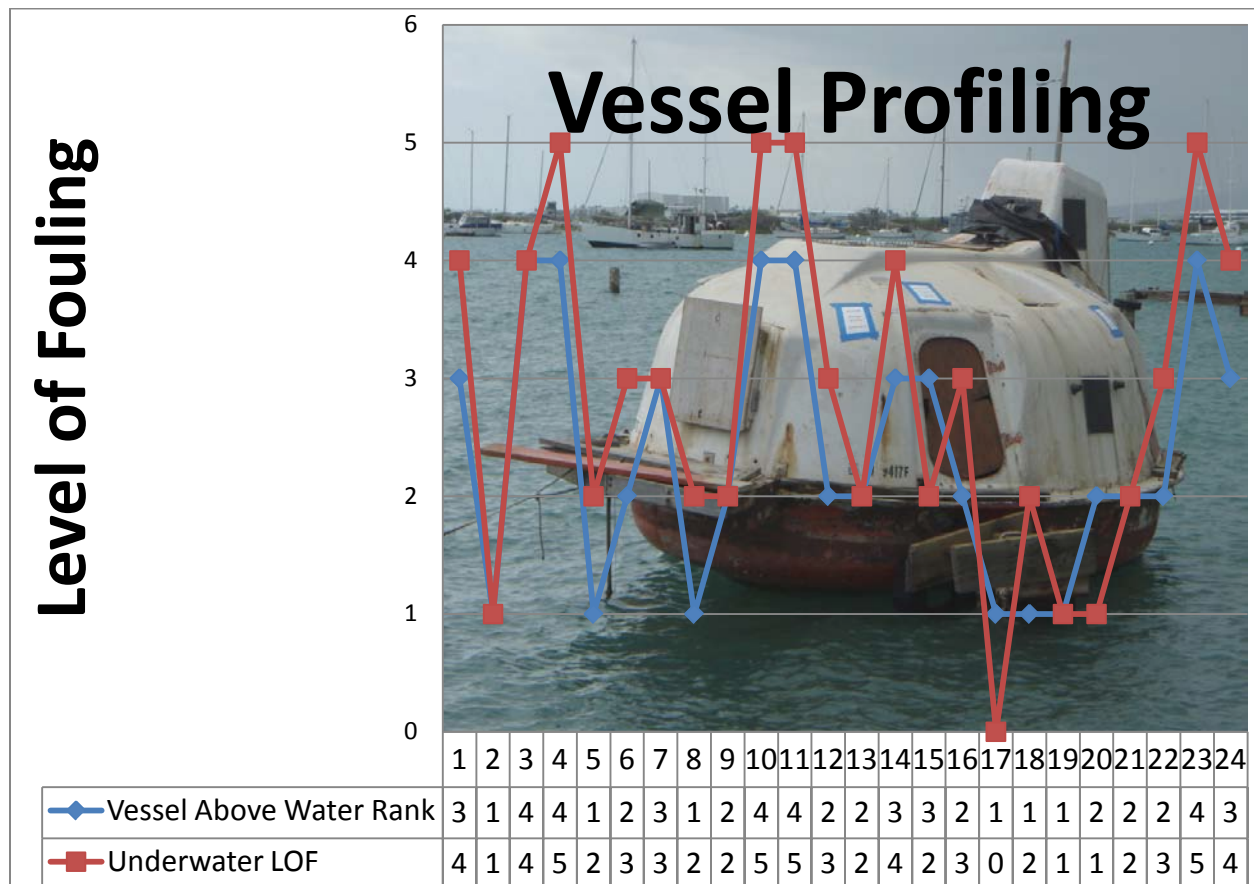 Vessel Profiling
Level of Fouling
6
5
4
3
2
1
0
1 2 3 4 5 6 7 8 9 10 11 12 13 14 15 16 17 18 19 20 21 22 23 24
Vessel Above Water Rank 3 1 4 4 1 2 3 1 2 4 4 2 2 3 3 2 1 1 1 2 2 2 4 3
Underwater LOF 4 1 4 5 2 3 3 2 2 5 5 3 2 4 2 3 0 2 1 1 2 3 5 4